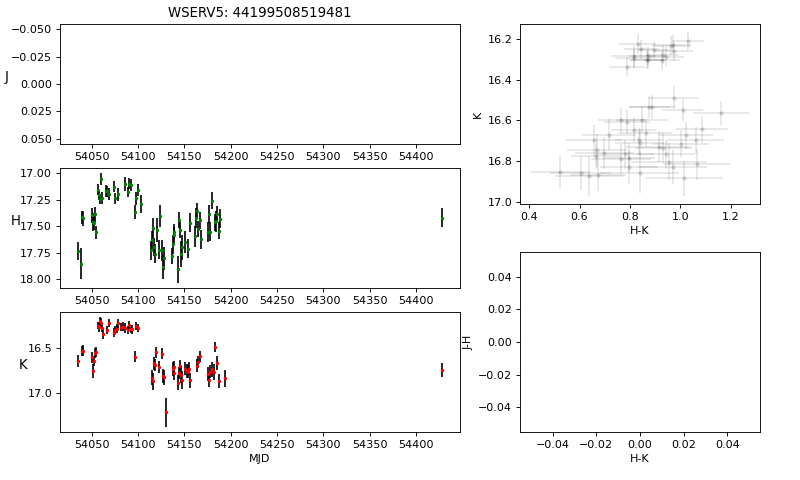 WSERV5: 44199508519481
−0.050
−0.025
0.000
0.025
0.050
J
54050 54100 54150 54200 54250 54300 54350 54400
17.00
17.25
17.50
17.75
18.00
H
54050 54100 54150 54200 54250 54300 54350 54400
16.5
17.0
K
54050 54100 54150 54200 54250 54300 54350 54400
MJD
16.2
16.4
16.6
16.8
17.0
K
0.4 0.6 0.8 1.0 1.2
H-K
0.04
0.02
0.00
−0.02
−0.04
J-H
−0.04 −0.02 0.00 0.02 0.04
H-K